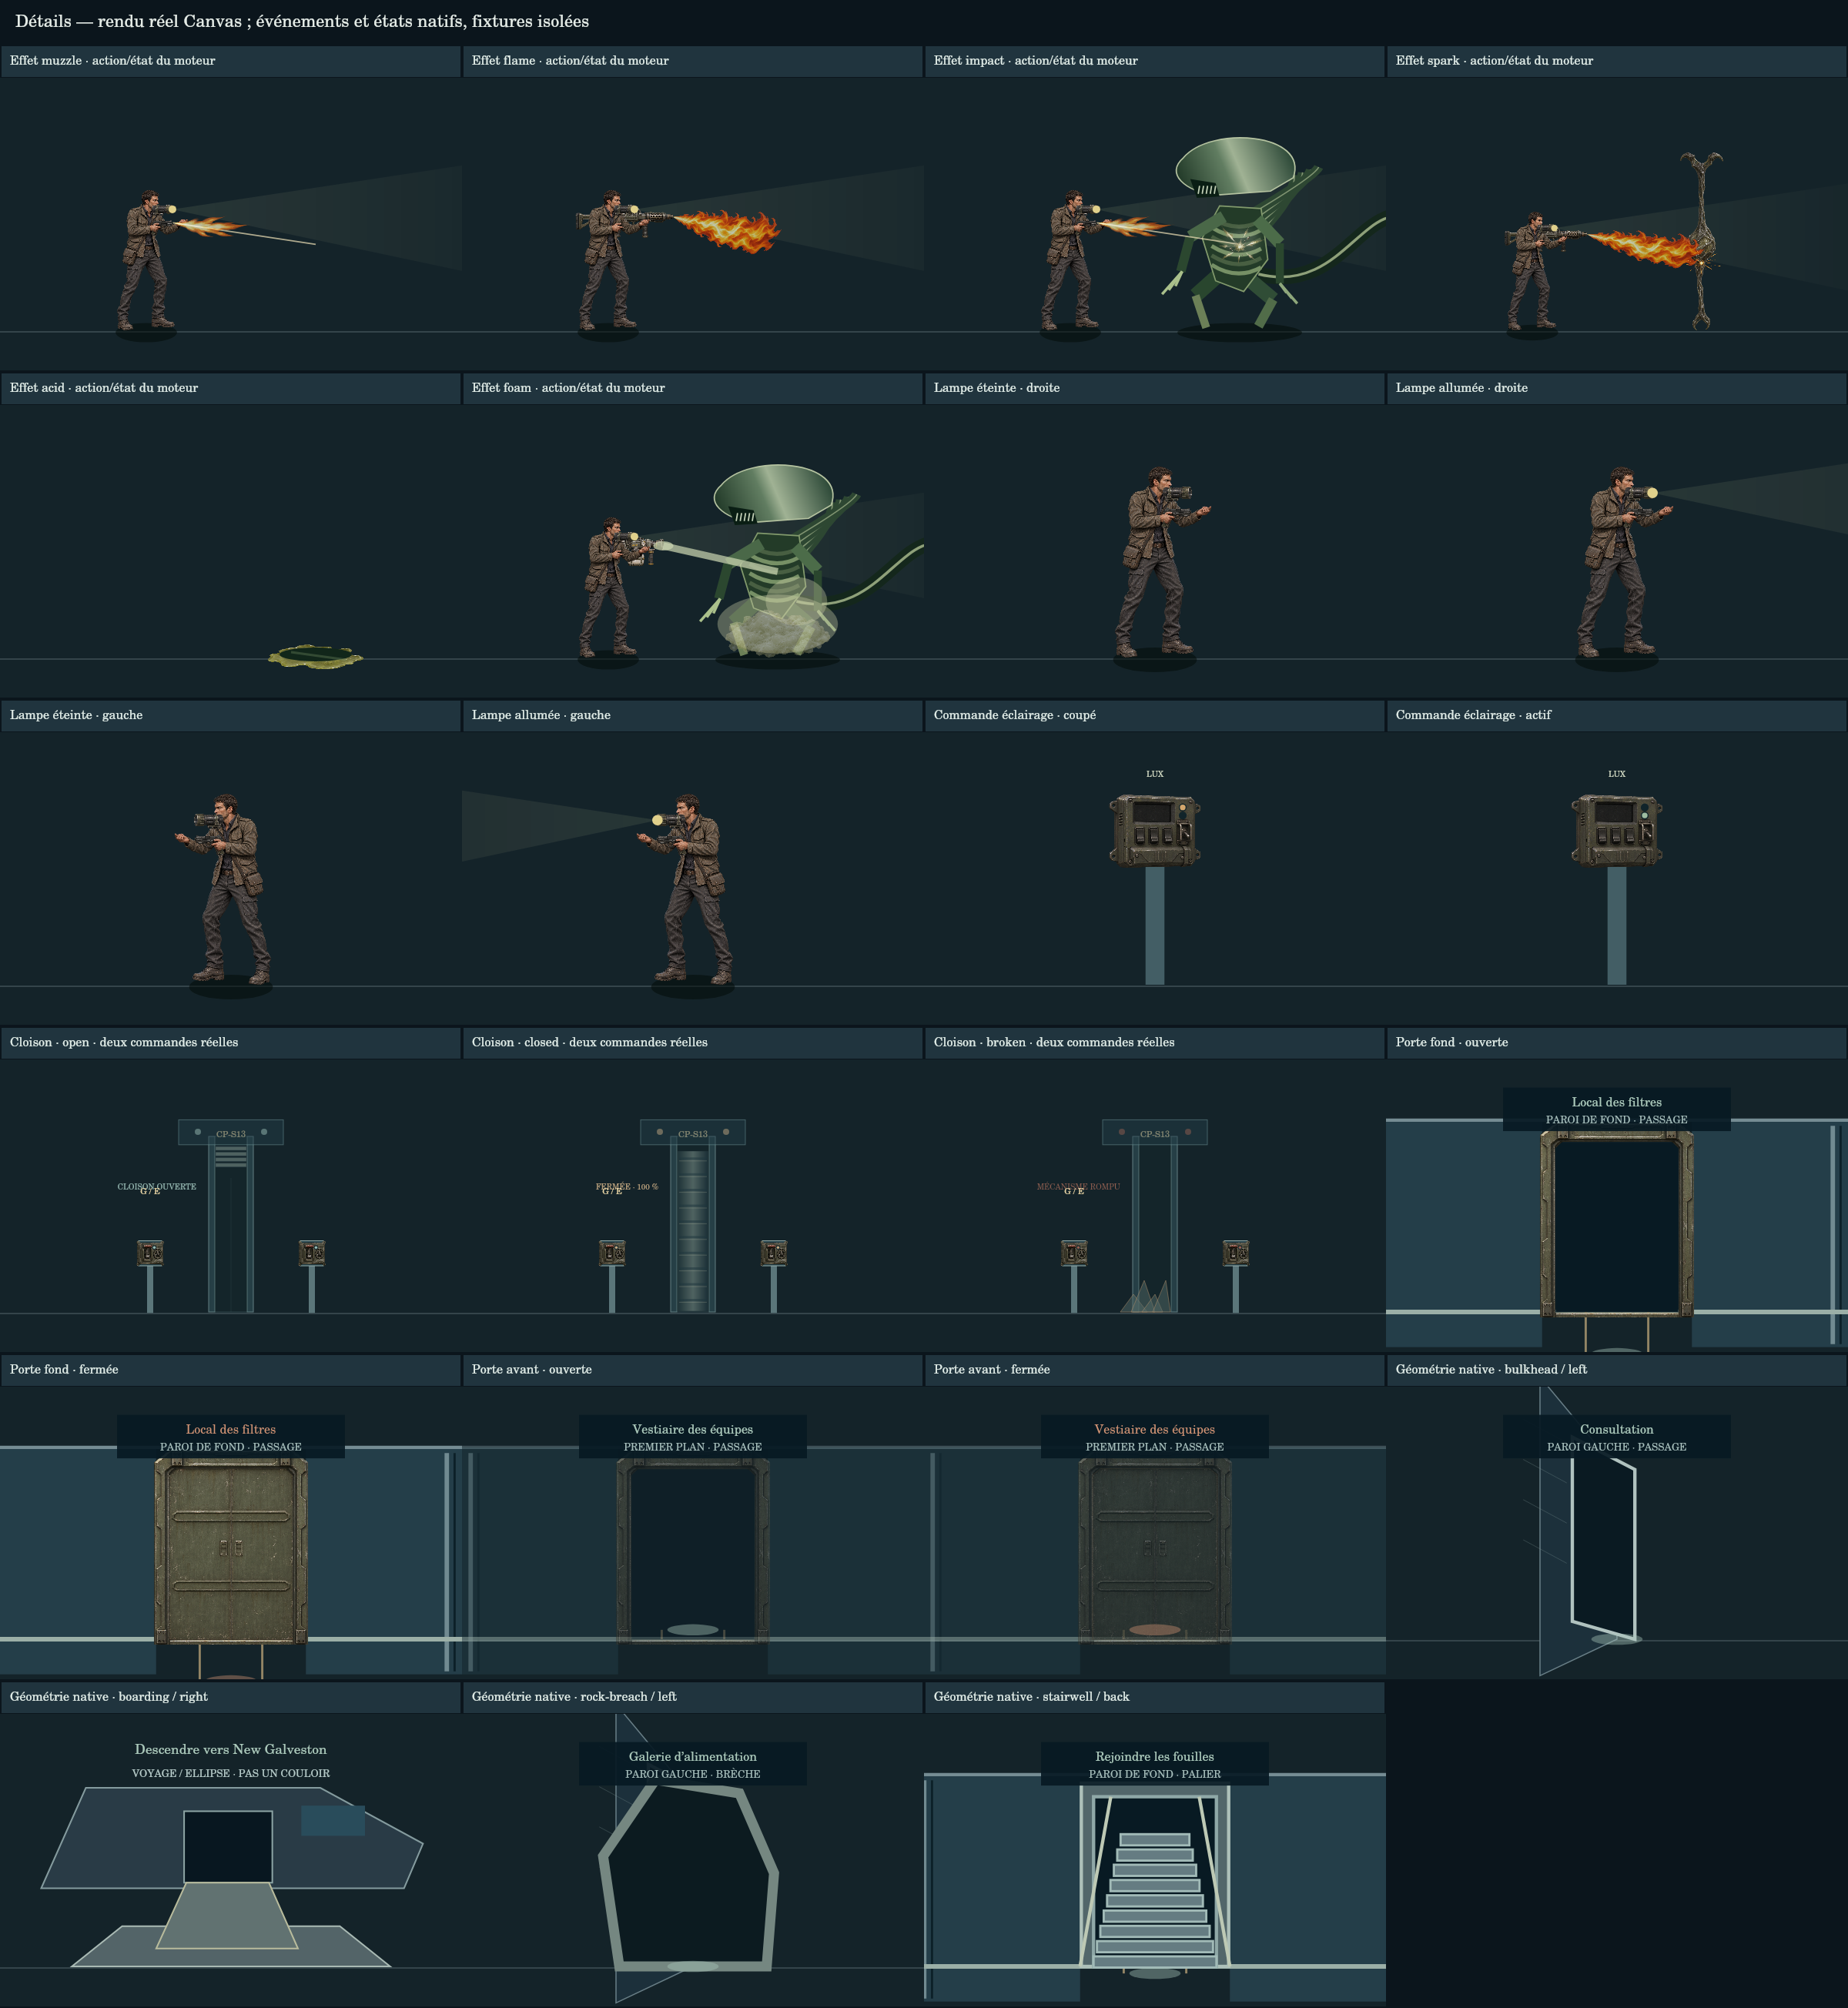 Détails — rendu réel Canvas ; événements et états natifs, fixtures isolées
Effet muzzle · action/état du moteur
Effet flame · action/état du moteur
Effet impact · action/état du moteur
Effet spark · action/état du moteur
Effet acid · action/état du moteur
Effet foam · action/état du moteur
Lampe éteinte · droite
Lampe allumée · droite
Lampe éteinte · gauche
Lampe allumée · gauche
Commande éclairage · coupé
Commande éclairage · actif
LUX
LUX
Cloison · open · deux commandes réelles
Cloison · closed · deux commandes réelles
Cloison · broken · deux commandes réelles
Porte fond · ouverte
CP-S13
CLOISON OUVERTE
G / E
CP-S13
FERMÉE · 100 %
G / E
CP-S13
MÉCANISME ROMPU
G / E
Local des filtres
PAROI DE FOND · PASSAGE
Porte fond · fermée
Porte avant · ouverte
Porte avant · fermée
Géométrie native · bulkhead / left
Local des filtres
PAROI DE FOND · PASSAGE
Vestiaire des équipes
PREMIER PLAN · PASSAGE
Vestiaire des équipes
PREMIER PLAN · PASSAGE
Consultation
PAROI GAUCHE · PASSAGE
Géométrie native · boarding / right
Géométrie native · rock-breach / left
Géométrie native · stairwell / back
Descendre vers New Galveston
VOYAGE / ELLIPSE · PAS UN COULOIR
Galerie d'alimentation
PAROI GAUCHE · BRÈCHE
Rejoindre les fouilles
PAROI DE FOND · PALIER